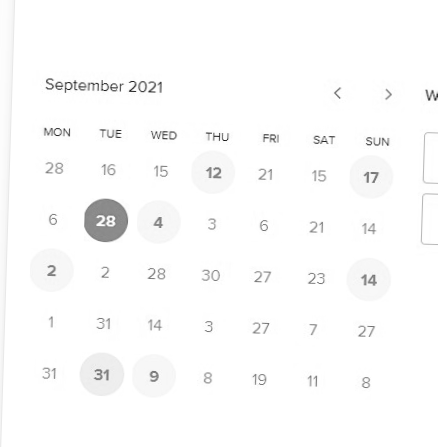 September 2021 < >
W
MON TUE WED THU FRI SAT SUN
28 16 15 12 21 15 17
6 28 4 3 6 21 14
2 2 28 30 27 23 14
1 31 14 3 27 7 27
31 31 9 8 19 11 8